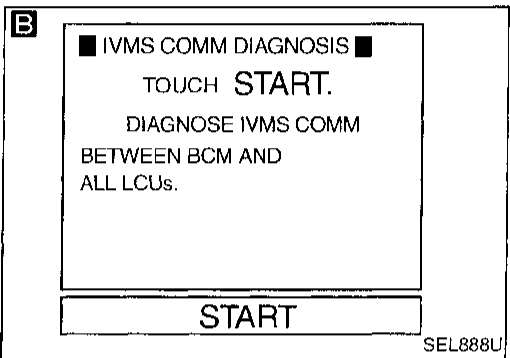 B
■ IVMS COMM DIAGNOSIS ■
TOUCH START.
DIAGNOSE IVMS COMM
BETWEEN BCM AND
ALL LCUs.
START
SEL888U